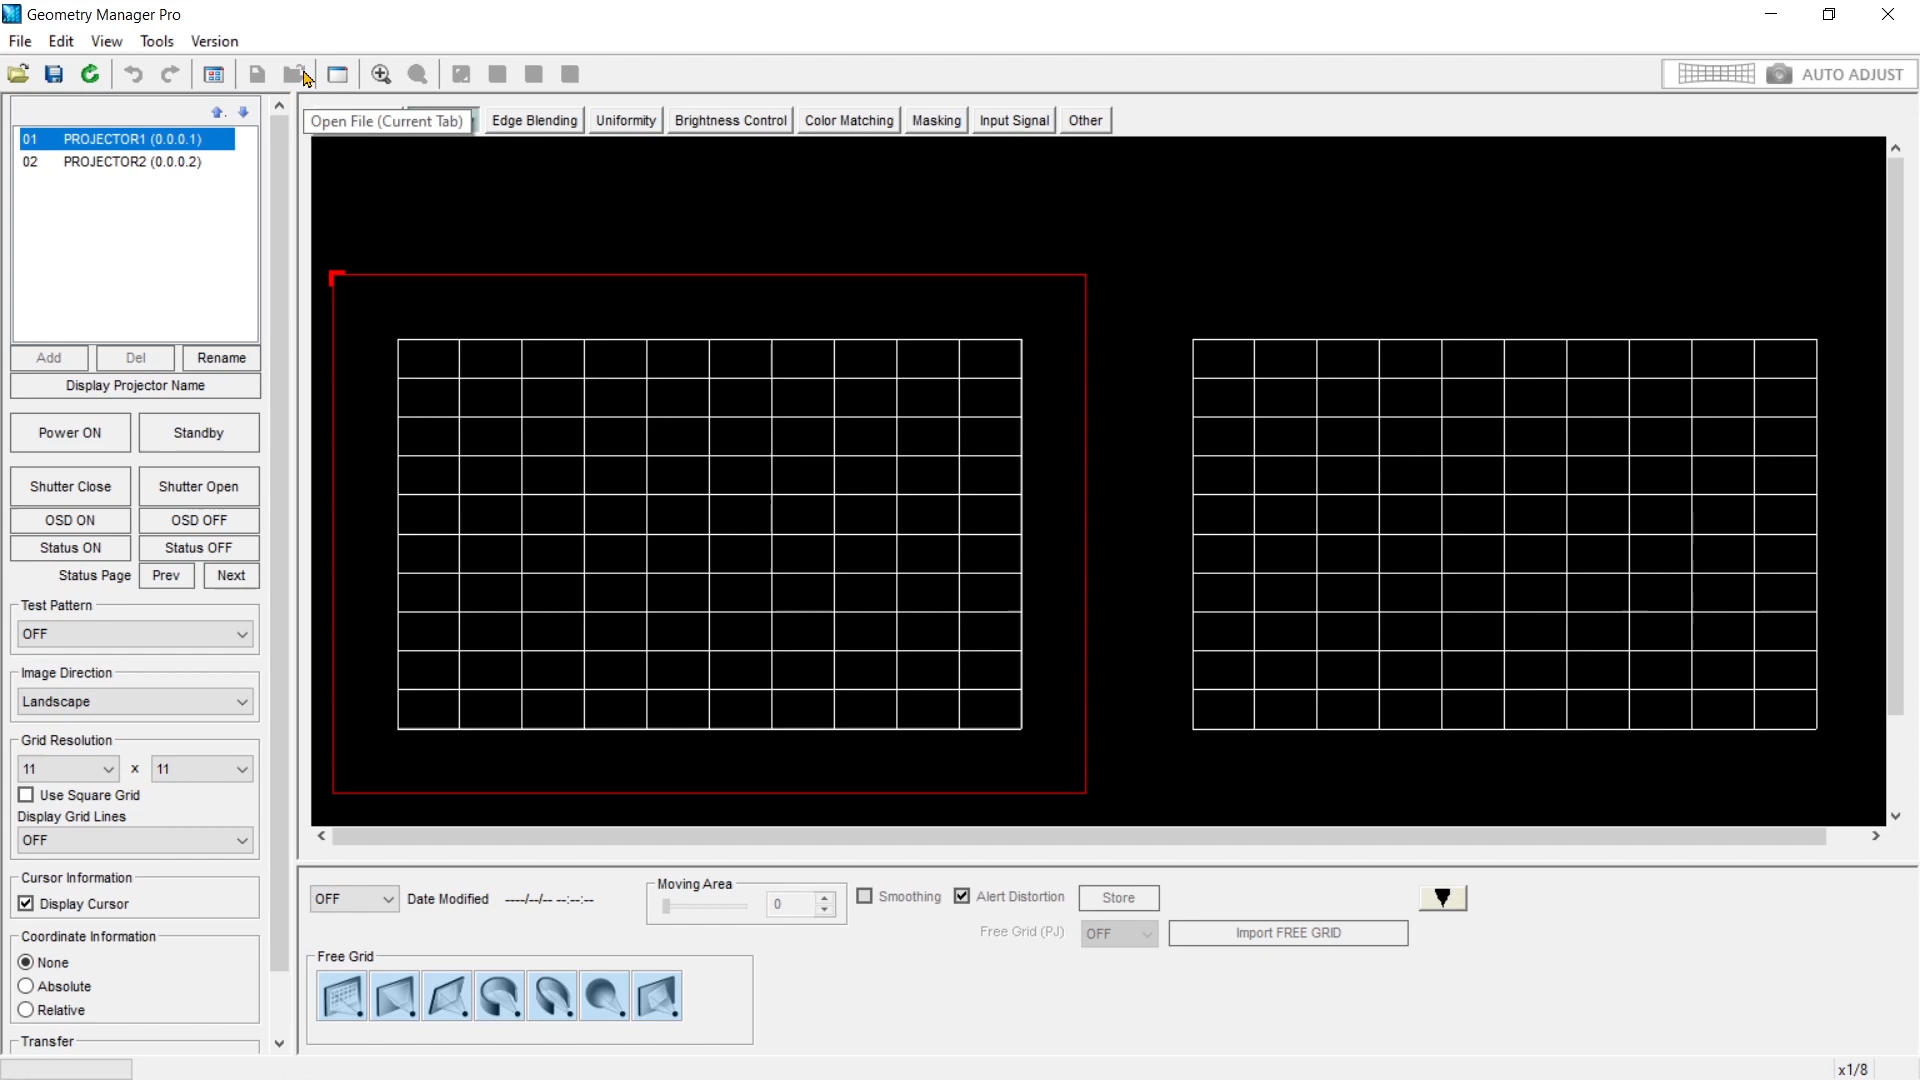 Geometry Manager Pro
File Edit View Tools Version
AUTO ADJUST
Open File (Current Tab)
Edge Blending Uniformity Brightness Control Color Matching Masking Input Signal Other
01 PROJECTOR1 (0.0.0.1)
02 PROJECTOR2 (0.0.0.2)
Add Del Rename
Display Projector Name
Power ON Standby
Shutter Close Shutter Open
OSD ON OSD OFF
Status ON Status OFF
Status Page Prev Next
Test Pattern
OFF
Image Direction
Landscape
Grid Resolution
11 x 11
Use Square Grid
Display Grid Lines
OFF
Cursor Information
Display Cursor
Coordinate Information
None
Absolute
Relative
Transfer
OFF Date Modified ----/--/-- --:--:--
Moving Area
0
Smoothing Alert Distortion Store
Free Grid (PJ) OFF Import FREE GRID
Free Grid
x1/8